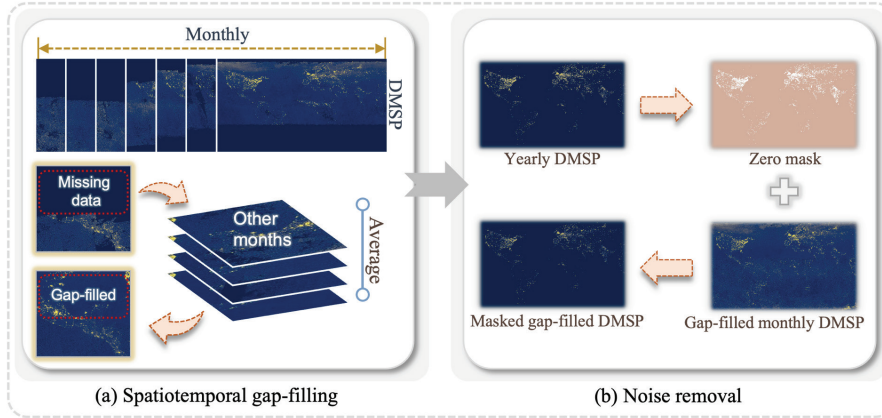 Monthly
DMSP
Missing
data
Other
months
Average
Gap-filled
(a) Spatiotemporal gap-filling
Yearly DMSP
Zero mask
Masked gap-filled DMSP
Gap-filled monthly DMSP
(b) Noise removal